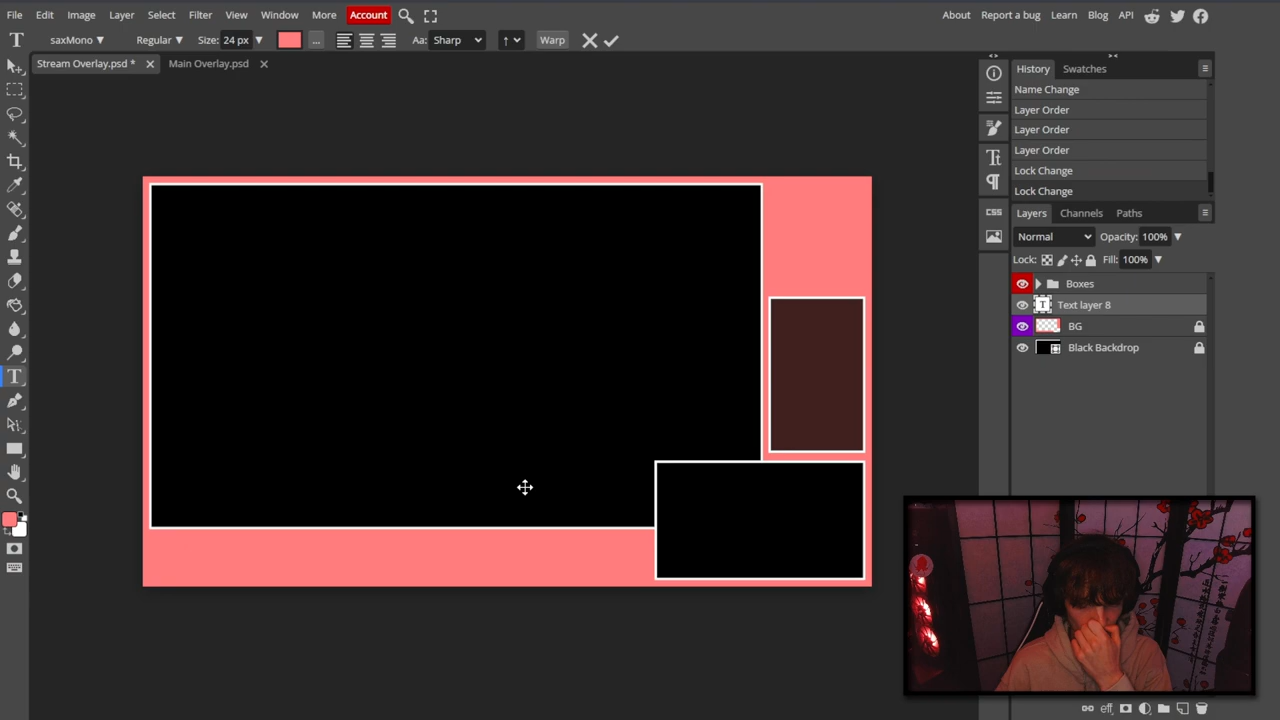 File Edit Image Layer Select Filter View Window More Account About Report a bug Learn Blog API
T saxMono Regular Size: 24 px ... Aa: Sharp Warp
Stream Overlay.psd * Main Overlay.psd
History Swatches
Name Change
Layer Order
Layer Order
Layer Order
Lock Change
Lock Change
Layers Channels Paths
Normal Opacity: 100%
Lock: Fill: 100%
Boxes
T Text layer 8
BG
Black Backdrop
CSS
eff